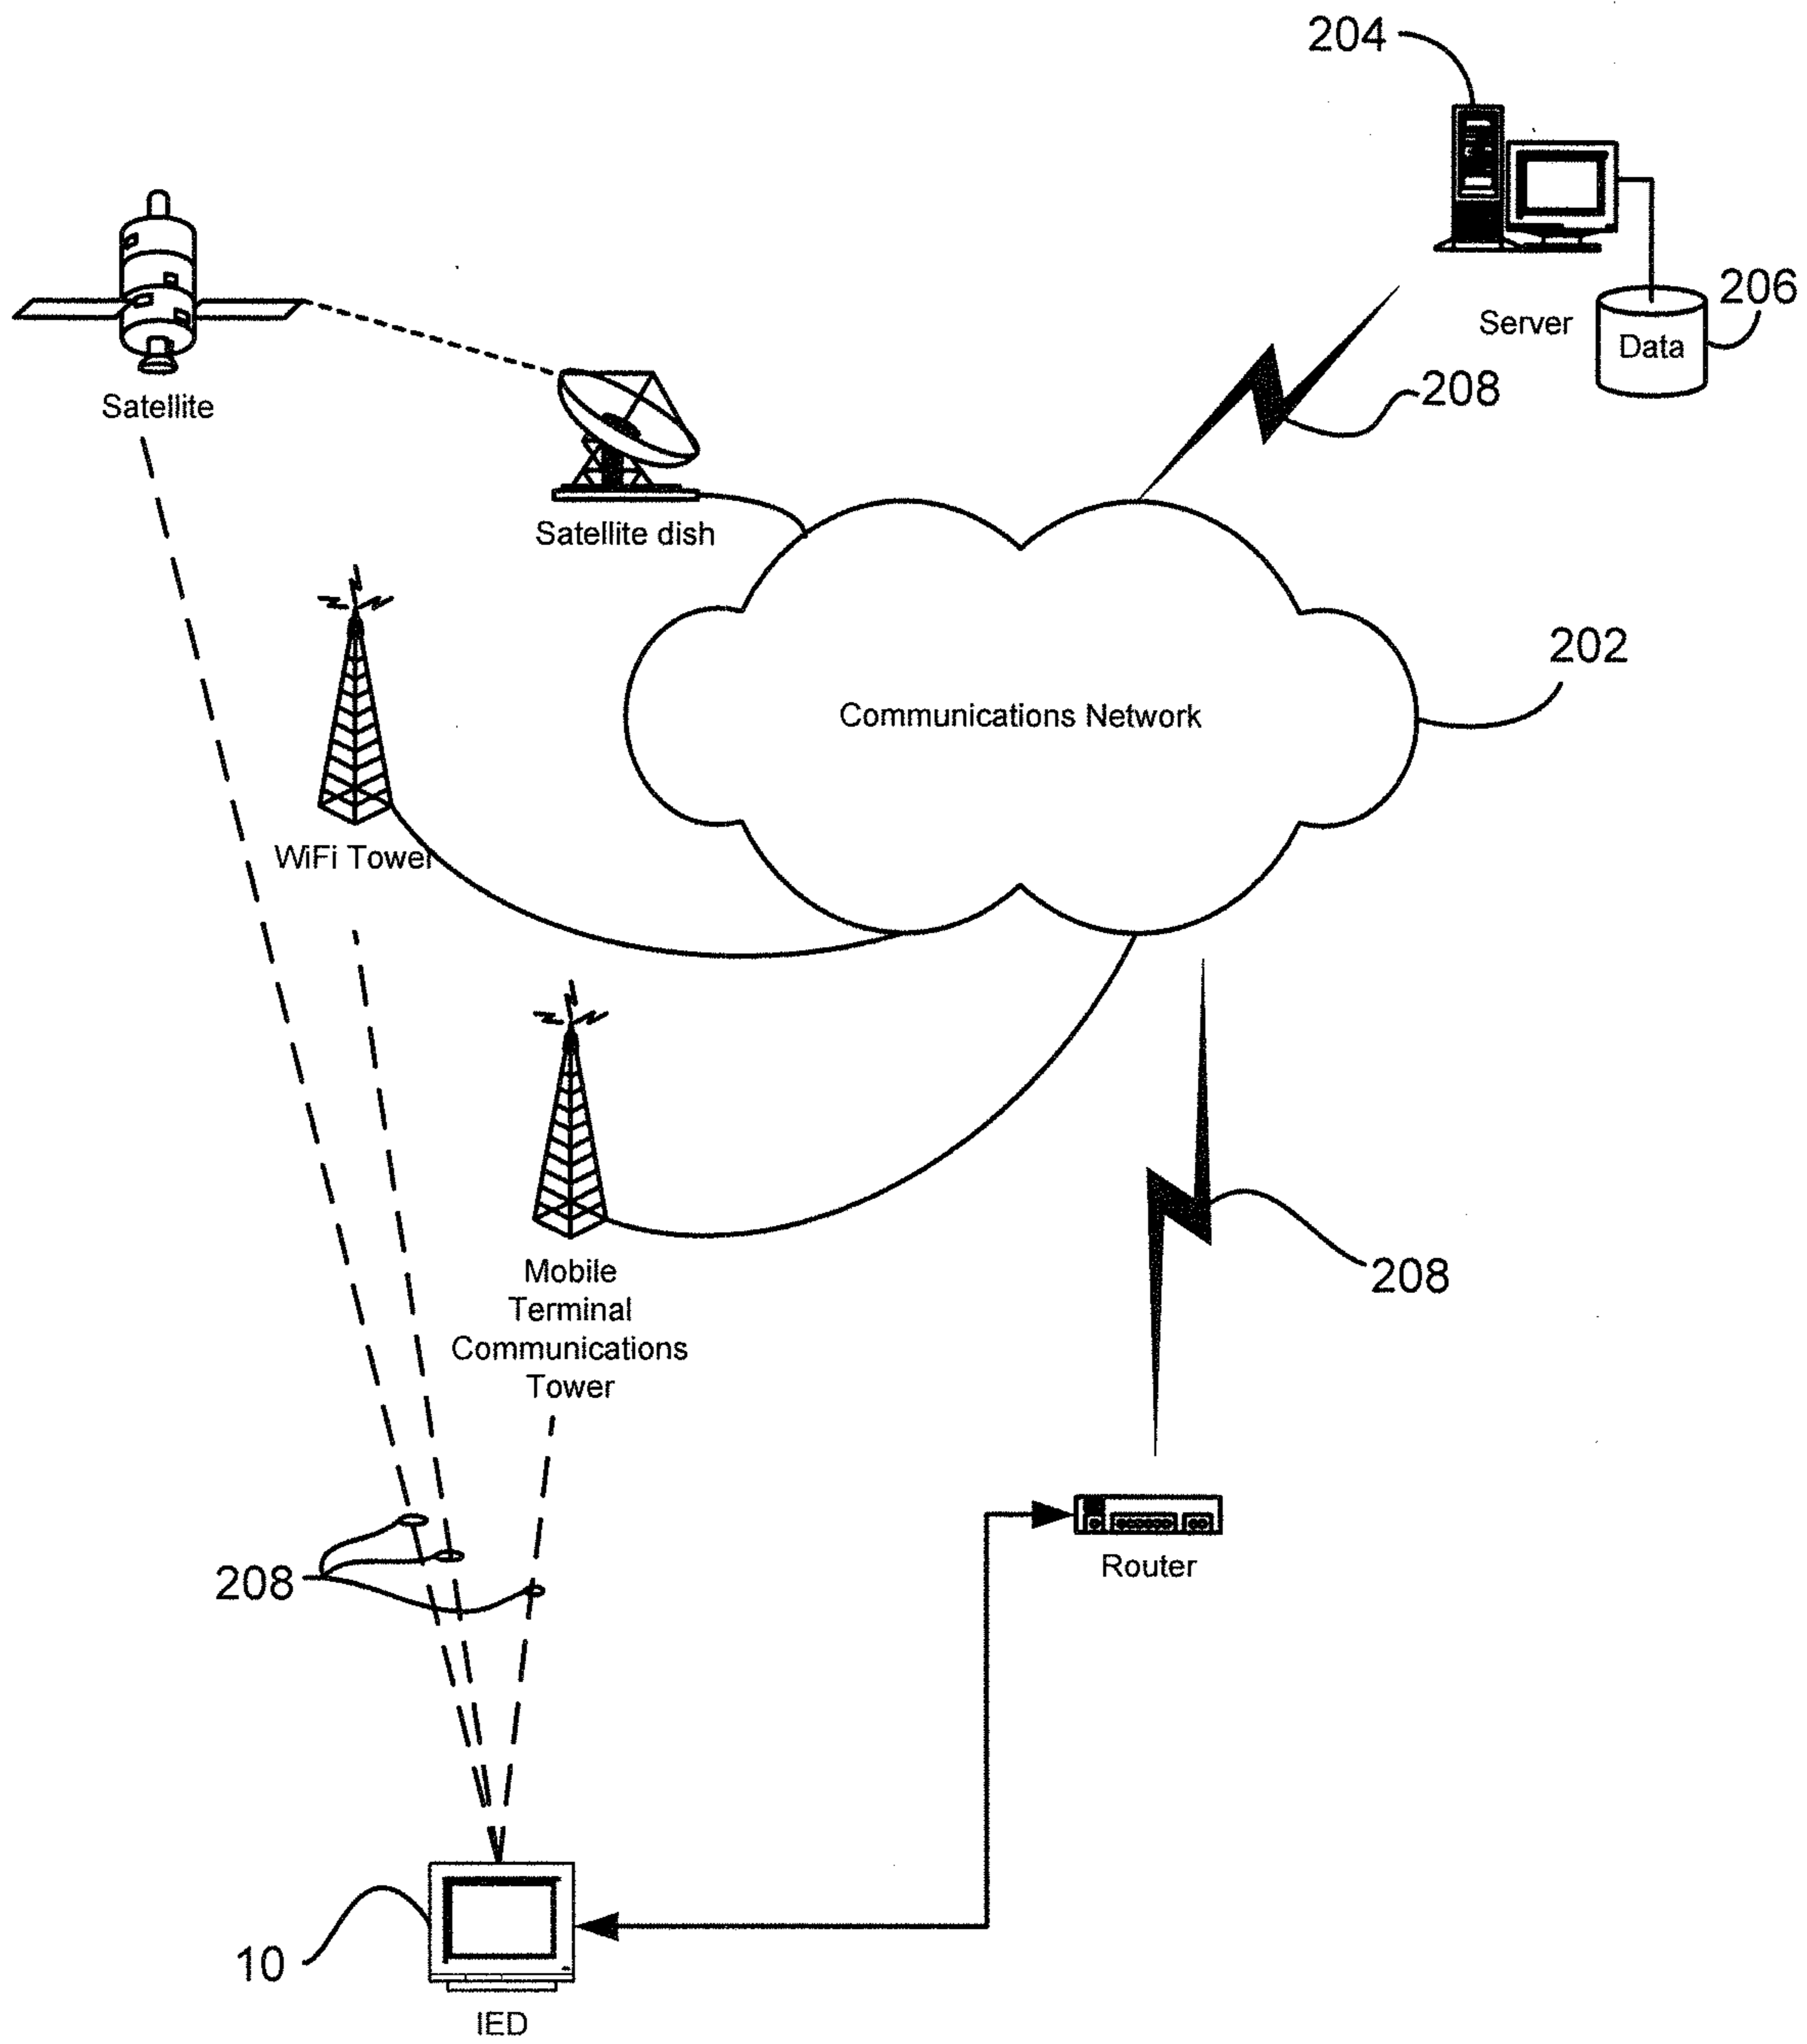 204
206
Server
Data
208
Satellite
Satellite dish
202
Communications Network
WiFi Tower
208
Mobile
Terminal
Communications
Tower
208
Router
10
IED